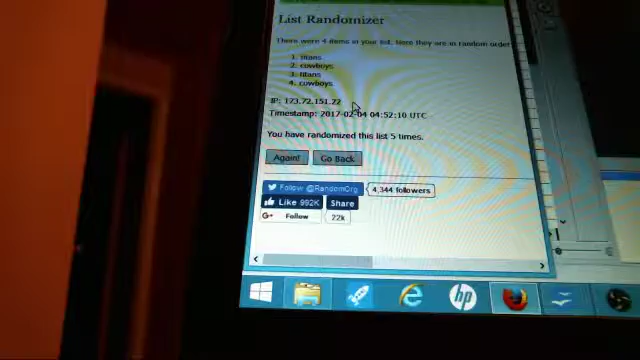 List Randomizer
There were 4 items in your list. Here they are in random order
1. titans
2. cowboys
3. titans
4. cowboys
IP: 173.72.151.22
Timestamp: 2017-02-04 04:52:10 UTC
You have randomized this list 5 times.
Again! Go Back
Follow @RandomOrg 4,344 followers
Like 992K Share
G+ Follow 22k
hp